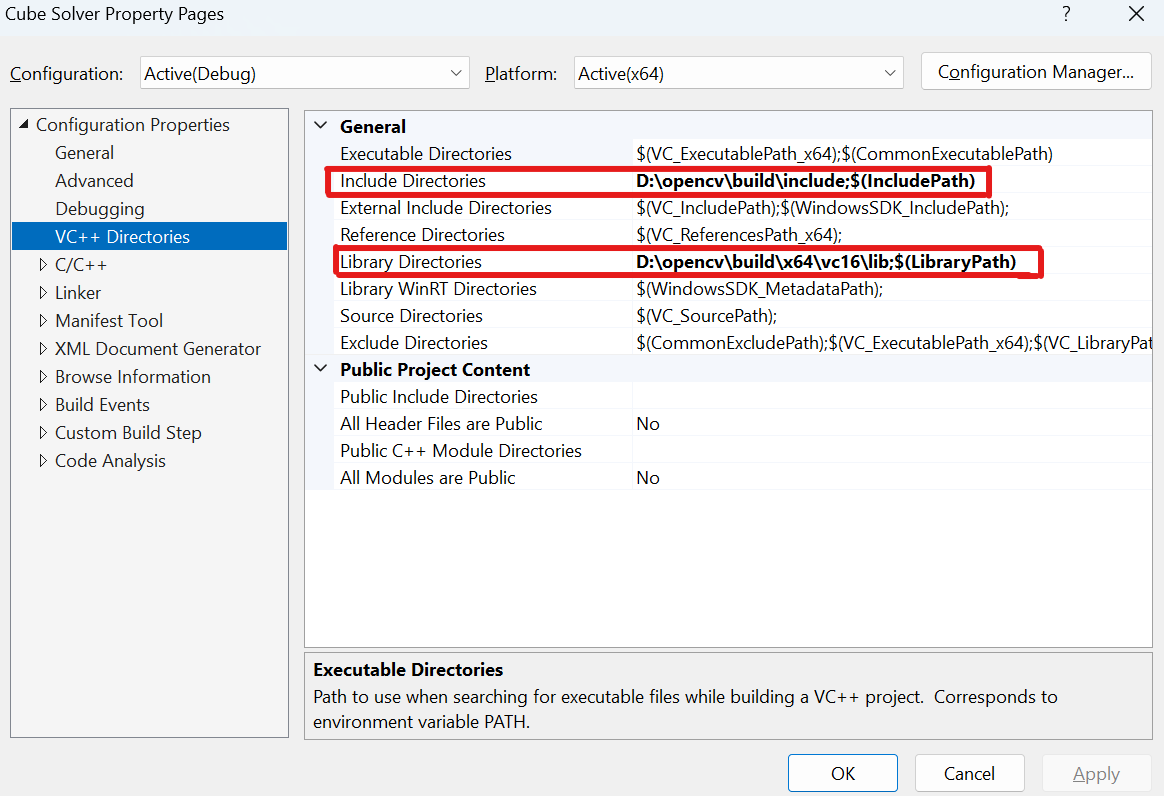 Cube Solver Property Pages
?
Configuration: Active(Debug) Platform: Active(x64) Configuration Manager...
Configuration Properties
General
Advanced
Debugging
VC++ Directories
C/C++
Linker
Manifest Tool
XML Document Generator
Browse Information
Build Events
Custom Build Step
Code Analysis
General
Executable Directories $(VC_ExecutablePath_x64);$(CommonExecutablePath)
Include Directories D:\opencv\build\include;$(IncludePath)
External Include Directories $(VC_IncludePath);$(WindowsSDK_IncludePath);
Reference Directories $(VC_ReferencesPath_x64);
Library Directories D:\opencv\build\x64\vc16\lib;$(LibraryPath)
Library WinRT Directories $(WindowsSDK_MetadataPath);
Source Directories $(VC_SourcePath);
Exclude Directories $(CommonExcludePath);$(VC_ExecutablePath_x64);$(VC_LibraryPat
Public Project Content
Public Include Directories
All Header Files are Public No
Public C++ Module Directories
All Modules are Public No
Executable Directories
Path to use when searching for executable files while building a VC++ project. Corresponds to
environment variable PATH.
OK Cancel Apply